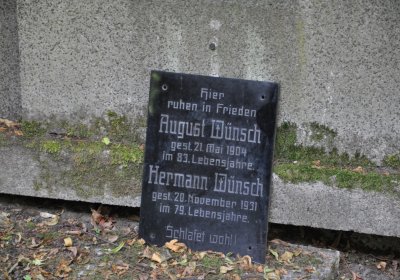 Hier
ruhen in Frieden
August Wünsch
gest. 21. Mai 1904
im 83. Lebensjahre.
Hermann Wünsch
gest. 20. November 1931
im 79. Lebensjahre.
Schlafet wohl!